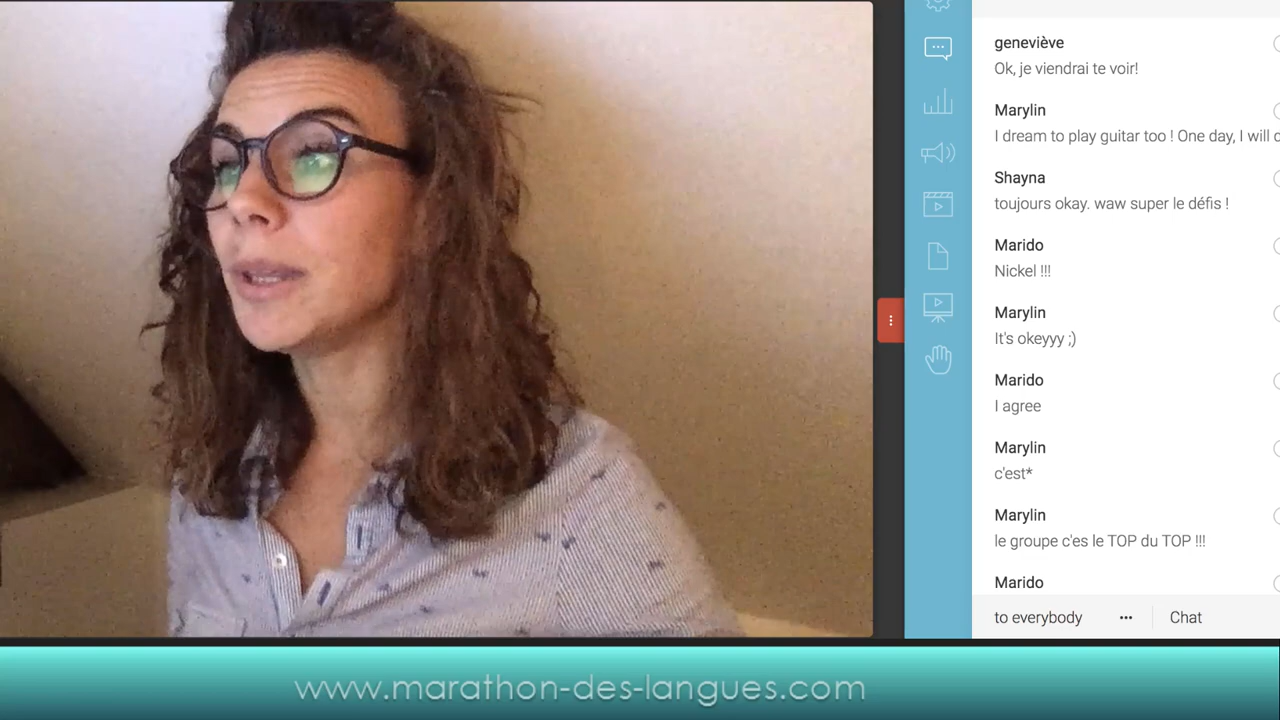 geneviève
Ok, je viendrai te voir!
Marylin
I dream to play guitar too ! One day, I will
Shayna
toujours okay. waw super le défis !
Marido
Nickel !!!
Marylin
It's okeyyy ;)
Marido
I agree
Marylin
c'est*
Marylin
le groupe c'es le TOP du TOP !!!
Marido
to everybody
Chat
www.marathon-des-langues.com